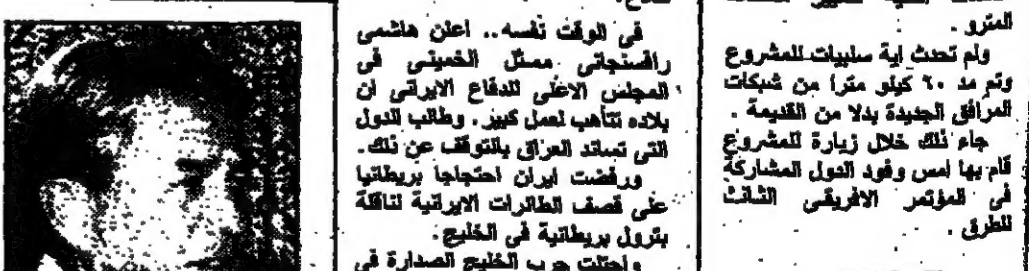 المترو .
ولم تحدث اية سلبيات للمشروع
وتم مد ٦٠ كيلو مترا من شبكات
المرافق الجديدة بدلا من القديمة .
جاء ذلك خلال زيارة للمشروع
قام بها امس وفود الدول المشاركة
فى المؤتمر الافريقى الثالث
للطرق .
فى الوقت نفسه .. اعلن هاشمى
رافسنجانى ممثل الخمينى فى
المجلس الاعلى للدفاع الايرانى ان
بلاده تتأهب لعمل كبير . وطالب الدول
التى تساند العراق بالتوقف عن ذلك .
ورفضت ايران احتجاجا بريطانيا
على قصف الطائرات الايرانية لناقلة
بترول بريطانية فى الخليج .
واحتلت حرب الخليج الصدارة فى